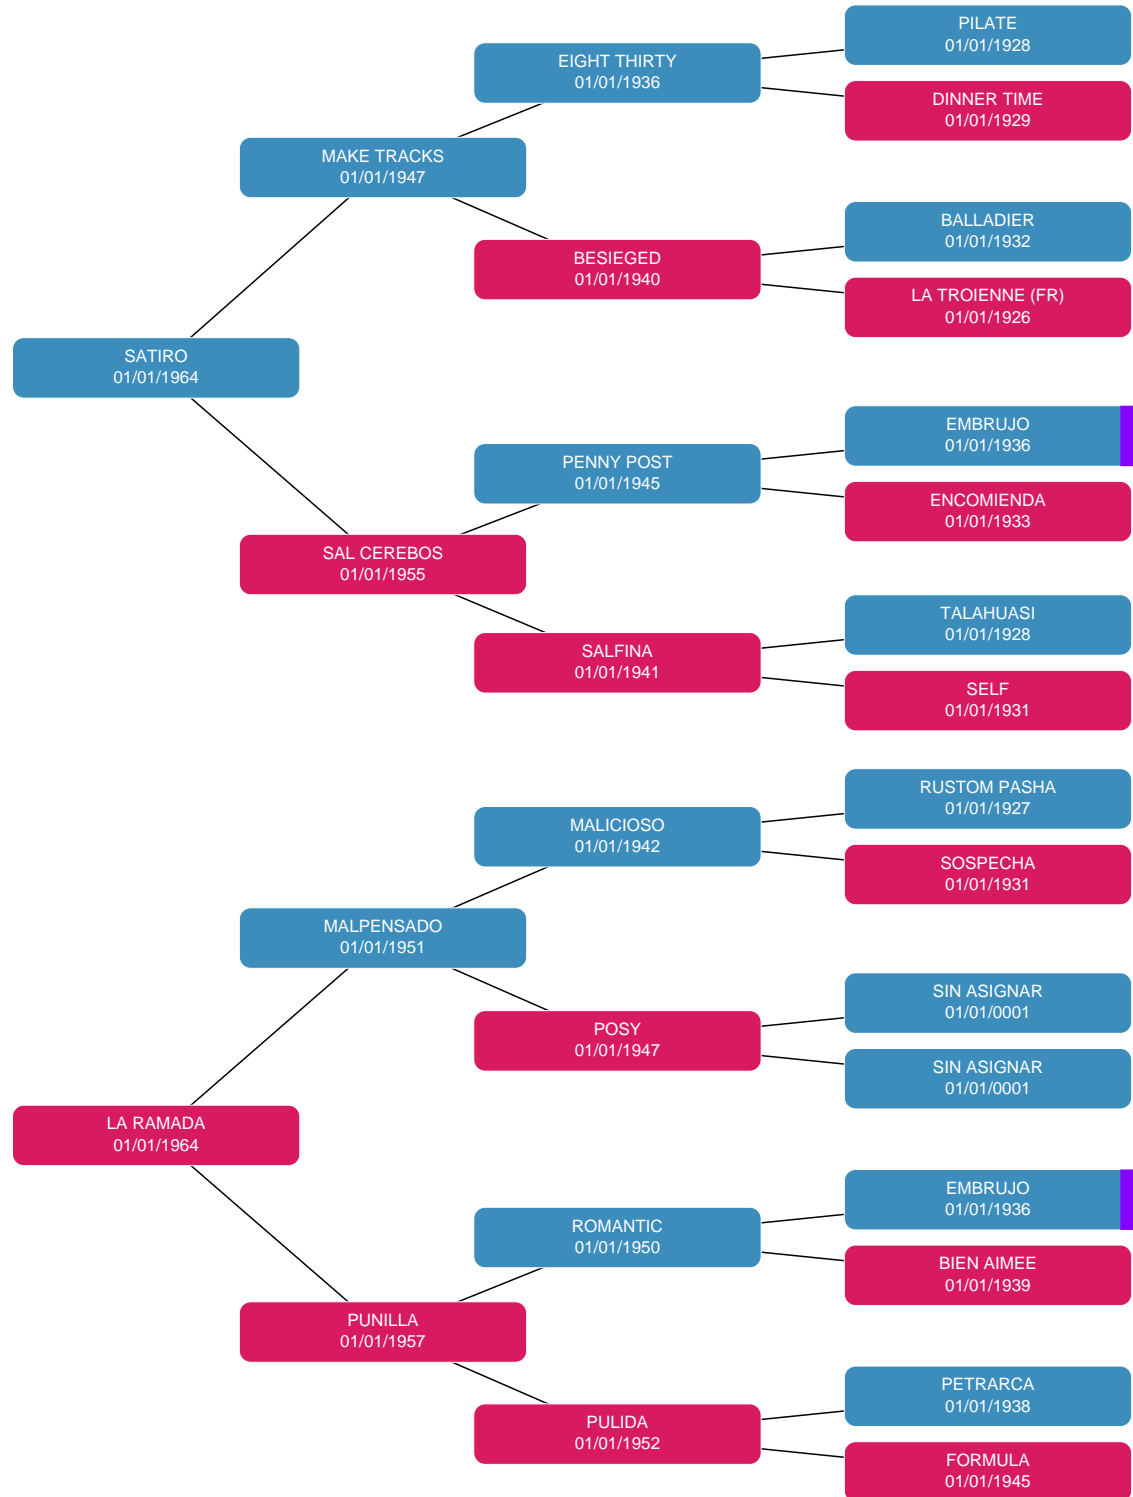 PILATE
01/01/1928
EIGHT THIRTY
01/01/1936
DINNER TIME
01/01/1929
MAKE TRACKS
01/01/1947
BALLADIER
01/01/1932
BESIEGED
01/01/1940
LA TROIENNE (FR)
01/01/1926
SATIRO
01/01/1964
EMBRUJO
01/01/1936
PENNY POST
01/01/1945
ENCOMIENDA
01/01/1933
SAL CEREBOS
01/01/1955
TALAHUASI
01/01/1928
SALFINA
01/01/1941
SELF
01/01/1931
RUSTOM PASHA
01/01/1927
MALICIOSO
01/01/1942
SOSPECHA
01/01/1931
MALPENSADO
01/01/1951
SIN ASIGNAR
01/01/0001
POSY
01/01/1947
SIN ASIGNAR
01/01/0001
LA RAMADA
01/01/1964
EMBRUJO
01/01/1936
ROMANTIC
01/01/1950
BIEN AIMEE
01/01/1939
PUNILLA
01/01/1957
PETRARCA
01/01/1938
PULIDA
01/01/1952
FORMULA
01/01/1945